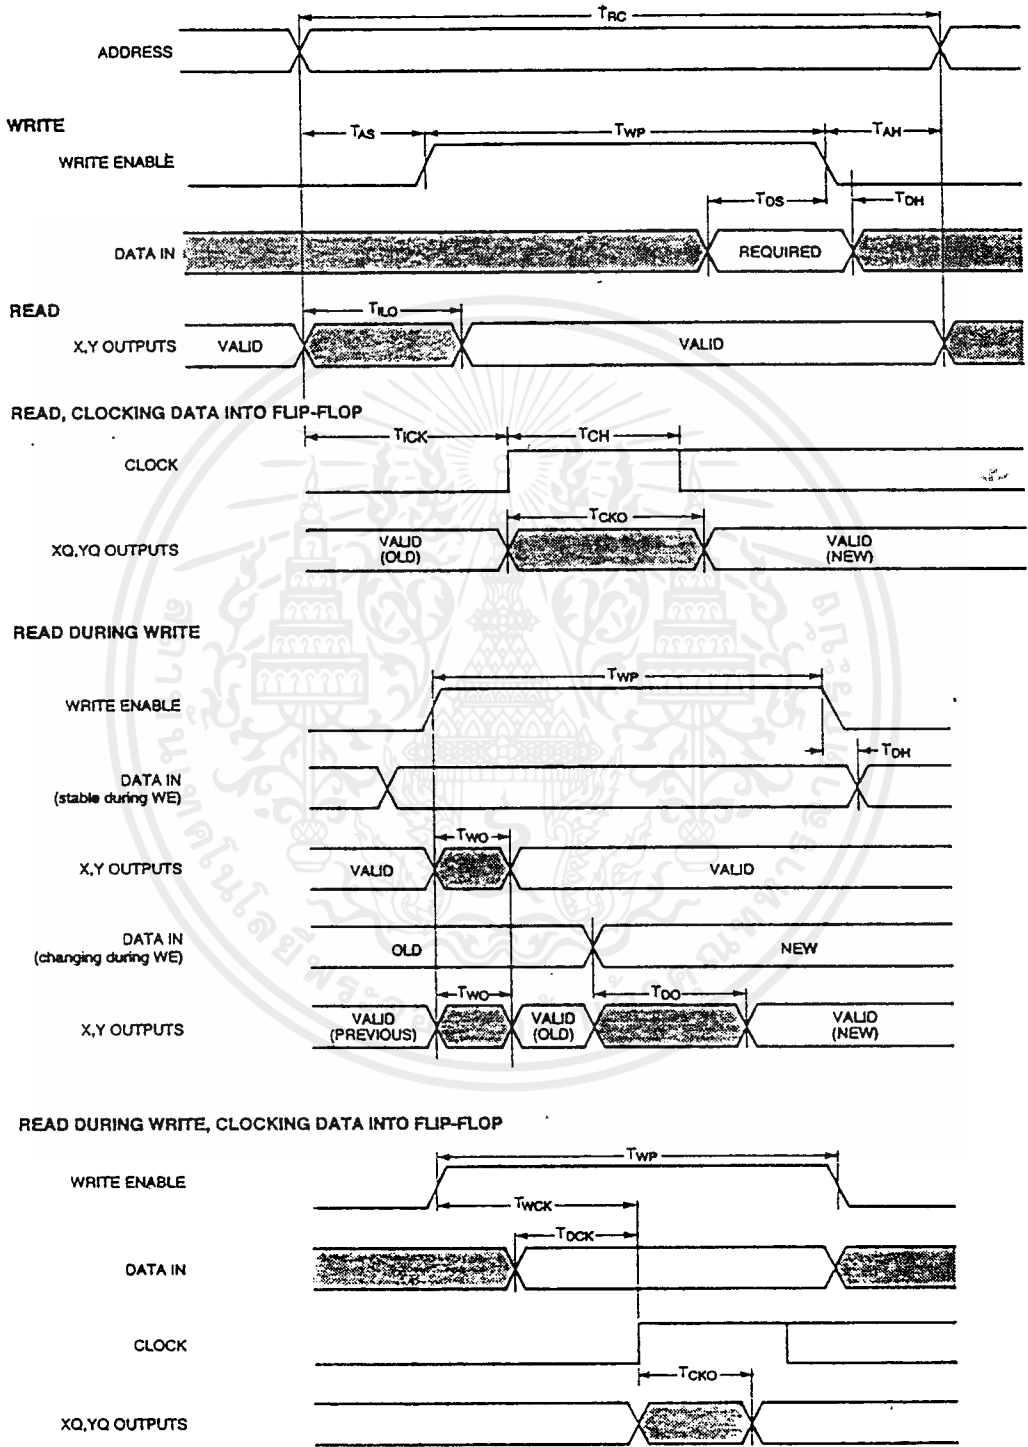 TRC
ADDRESS
WRITE
TAS
TWP
TAH
WRITE ENABLE
TDS
TDH
DATA IN
REQUIRED
READ
TILO
X,Y OUTPUTS
VALID
VALID
READ, CLOCKING DATA INTO FLIP-FLOP
TICK
TCH
CLOCK
TCKO
XQ,YQ OUTPUTS
VALID
(OLD)
VALID
(NEW)
READ DURING WRITE
TWP
WRITE ENABLE
TDH
DATA IN
(stable during WE)
TWO
X,Y OUTPUTS
VALID
VALID
DATA IN
(changing during WE)
OLD
NEW
TWO
TDO
X,Y OUTPUTS
VALID
(PREVIOUS)
VALID
(OLD)
VALID
(NEW)
READ DURING WRITE, CLOCKING DATA INTO FLIP-FLOP
TWP
WRITE ENABLE
TWCK
TDCK
DATA IN
CLOCK
TCKO
XQ,YQ OUTPUTS